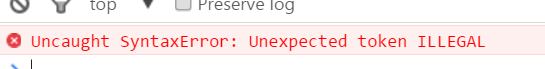 top Preserve log
Uncaught SyntaxError: Unexpected token ILLEGAL